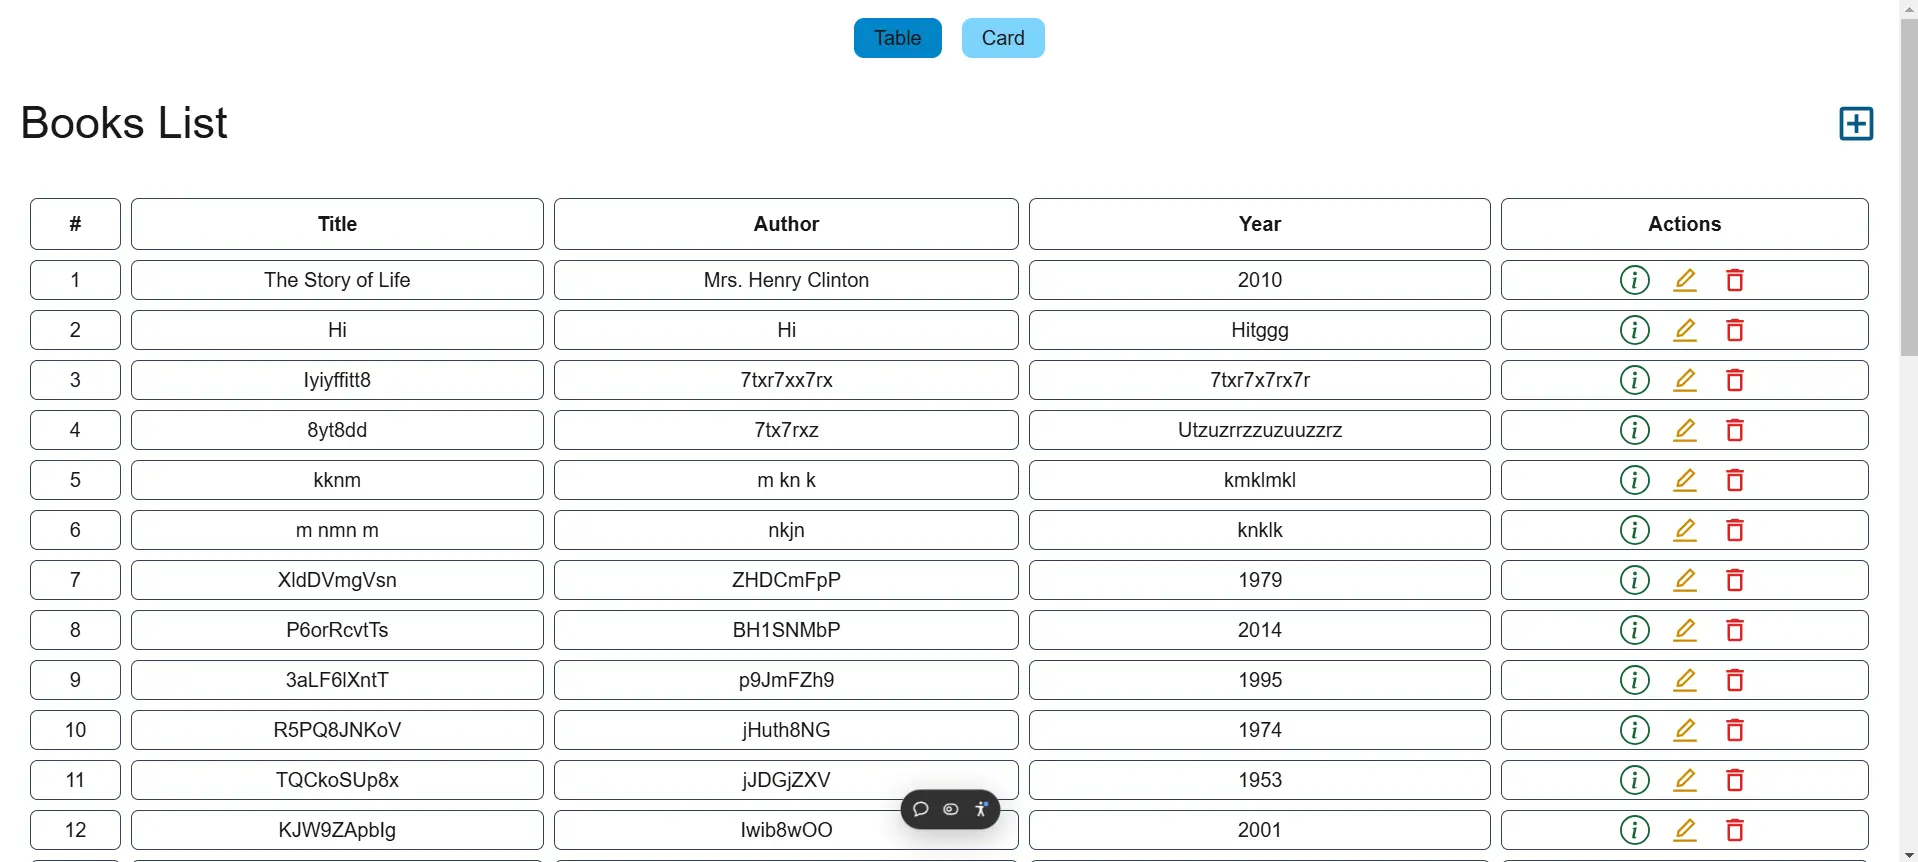 Table Card
Books List
# Title Author Year Actions
1 The Story of Life Mrs. Henry Clinton 2010
2 Hi Hi Hitggg
3 Iyiyffitt8 7txr7xx7rx 7txr7x7rx7r
4 8yt8dd 7tx7rxz Utzuzrrzzuzuuzzrz
5 kknm m kn k kmklmkl
6 m nmn m nkjn knklk
7 XldDVmgVsn ZHDCmFpP 1979
8 P6orRcvtTs BH1SNMbP 2014
9 3aLF6lXntT p9JmFZh9 1995
10 R5PQ8JNKoV jHuth8NG 1974
11 TQCkoSUp8x jJDGjZXV 1953
12 KJW9ZApblg Iwib8wOO 2001